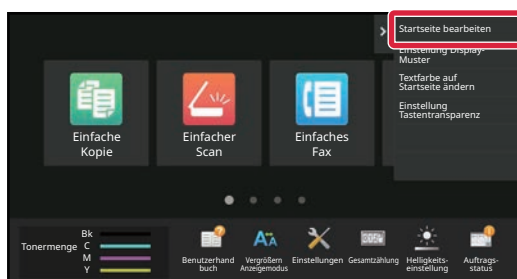 Startseite bearbeiten
Einstellung Display-
Muster
Textfarbe auf
Startseite ändern
Einstellung
Tastentransparenz
Einfache
Kopie
Einfacher
Scan
Einfaches
Fax
Tonermenge
Bk
C
M
Y
Benutzerhand
buch
Vergrößern
Anzeigemodus
Einstellungen
Gesamtzählung
Helligkeits-
einstellung
Auftrags-
status